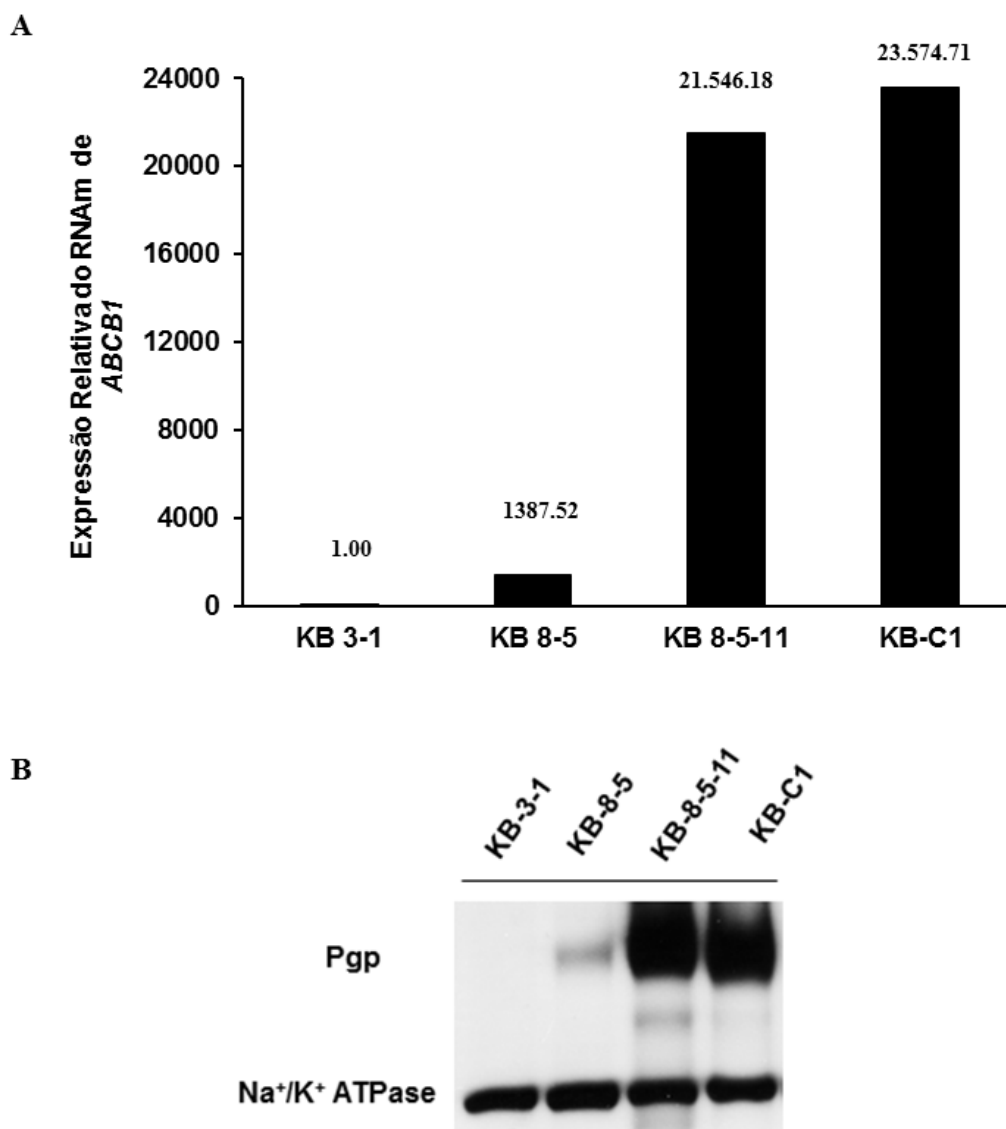 A
Expressão Relativa do RNAm de
ABCB1
24000
20000
16000
12000
8000
4000
0
1.00
1387.52
21.546.18
23.574.71
KB 3-1
KB 8-5
KB 8-5-11
KB-C1
B
KB-3-1
KB-8-5
KB-8-5-11
KB-C1
Pgp
Na⁺/K⁺ ATPase